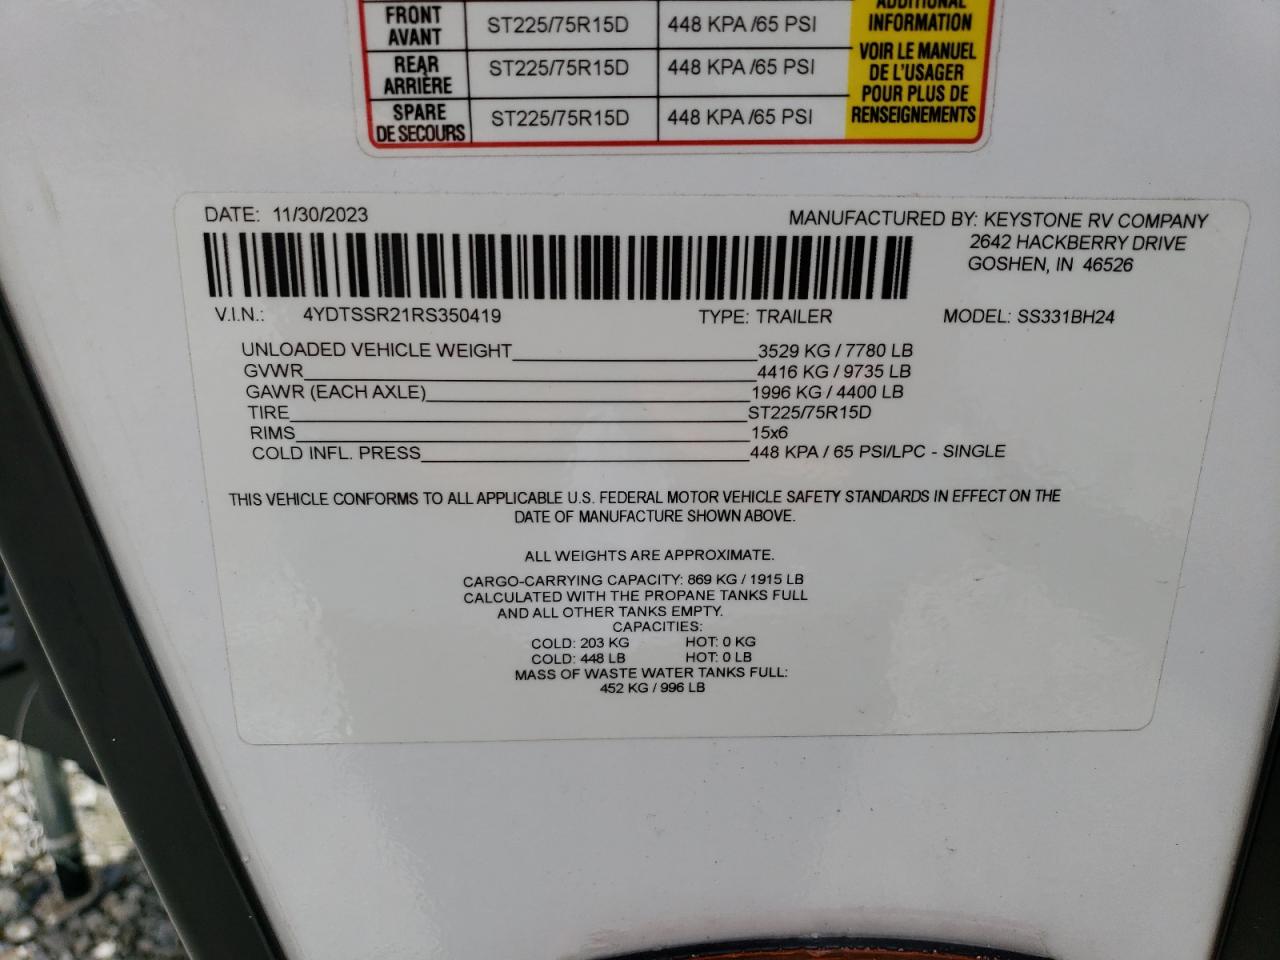 ADDITIONAL
INFORMATION
FRONT
AVANT
ST225/75R15D
448 KPA /65 PSI
REAR
ARRIÈRE
ST225/75R15D
448 KPA /65 PSI
SPARE
DE SECOURS
ST225/75R15D
448 KPA /65 PSI
VOIR LE MANUEL
DE L'USAGER
POUR PLUS DE
RENSEIGNEMENTS
DATE: 11/30/2023
MANUFACTURED BY: KEYSTONE RV COMPANY
2642 HACKBERRY DRIVE
GOSHEN, IN 46526
V.I.N.: 4YDTSSR21RS350419 TYPE: TRAILER MODEL: SS331BH24
UNLOADED VEHICLE WEIGHT 3529 KG / 7780 LB
GVWR 4416 KG / 9735 LB
GAWR (EACH AXLE) 1996 KG / 4400 LB
TIRE ST225/75R15D
RIMS 15x6
COLD INFL. PRESS 448 KPA / 65 PSI/LPC - SINGLE
THIS VEHICLE CONFORMS TO ALL APPLICABLE U.S. FEDERAL MOTOR VEHICLE SAFETY STANDARDS IN EFFECT ON THE
DATE OF MANUFACTURE SHOWN ABOVE.
ALL WEIGHTS ARE APPROXIMATE.
CARGO-CARRYING CAPACITY: 869 KG / 1915 LB
CALCULATED WITH THE PROPANE TANKS FULL
AND ALL OTHER TANKS EMPTY.
CAPACITIES:
COLD: 203 KG HOT: 0 KG
COLD: 448 LB HOT: 0 LB
MASS OF WASTE WATER TANKS FULL:
452 KG / 996 LB